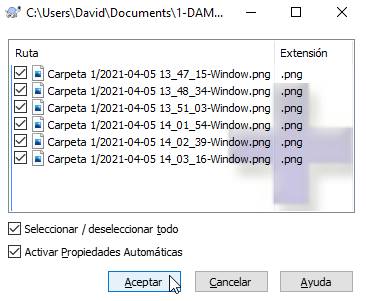 C:\Users\David\Documents\1-DAM...
Ruta Extensión
Carpeta 1/2021-04-05 13_47_15-Window.png .png
Carpeta 1/2021-04-05 13_48_34-Window.png .png
Carpeta 1/2021-04-05 13_51_03-Window.png .png
Carpeta 1/2021-04-05 14_01_54-Window.png .png
Carpeta 1/2021-04-05 14_02_39-Window.png .png
Carpeta 1/2021-04-05 14_03_16-Window.png .png
Seleccionar / deseleccionar todo
Activar Propiedades Automáticas
Aceptar Cancelar Ayuda